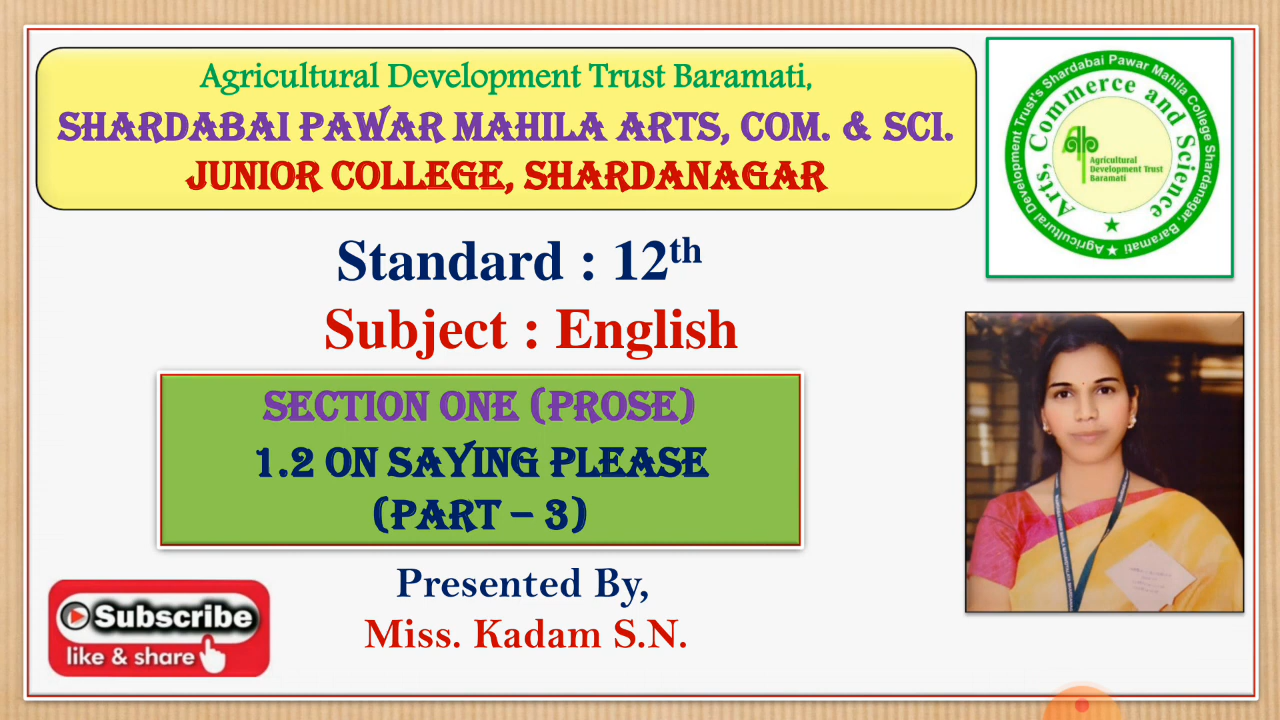 Agricultural Development Trust Baramati,
SHARDABAI PAWAR MAHILA ARTS, COM. & SCI.
JUNIOR COLLEGE, SHARDANAGAR
Agricultural Development Trust's Shardabai Pawar Mahila College Shardanagar, Baramati
Arts, Commerce and Science
Agricultural
Development Trust
Baramati
Standard : 12th
Subject : English
SECTION ONE (PROSE)
1.2 ON SAYING PLEASE
(PART – 3)
Presented By,
Miss. Kadam S.N.
Subscribe
like & share